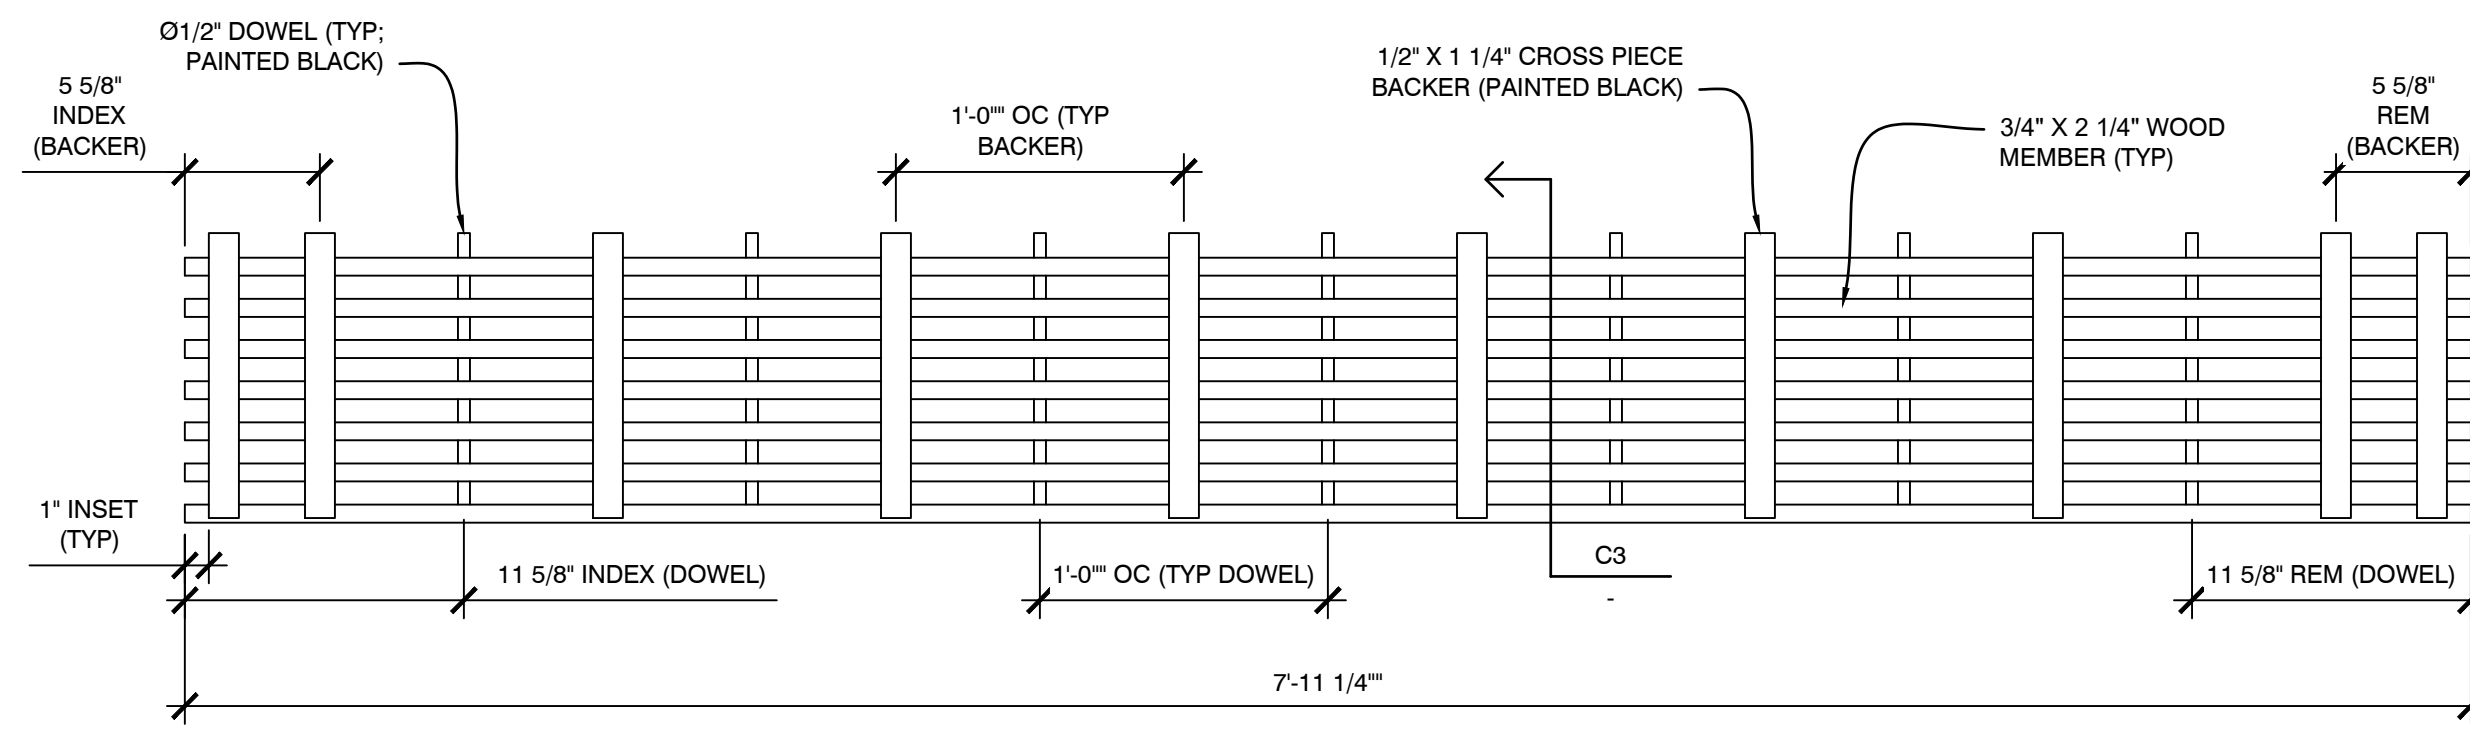 Ø1/2" DOWEL (TYP;
PAINTED BLACK)
5 5/8"
INDEX
(BACKER)
1'-0"" OC (TYP
BACKER)
1/2" X 1 1/4" CROSS PIECE
BACKER (PAINTED BLACK)
3/4" X 2 1/4" WOOD
MEMBER (TYP)
5 5/8"
REM
(BACKER)
1" INSET
(TYP)
11 5/8" INDEX (DOWEL)
1'-0"" OC (TYP DOWEL)
C3
-
11 5/8" REM (DOWEL)
7'-11 1/4""